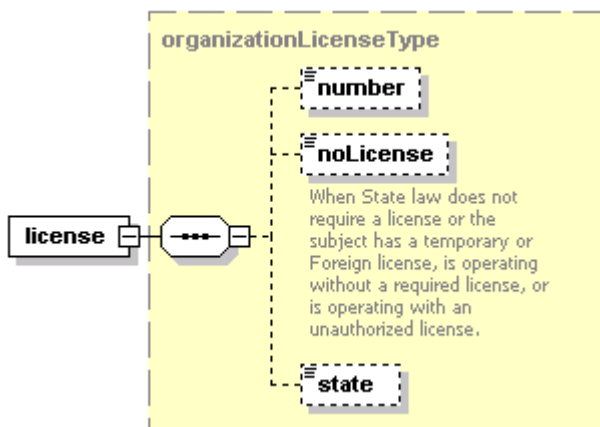 organizationLicenseType
number
noLicense
When State law does not
require a license or the
subject has a temporary or
Foreign license, is operating
without a required license, or
is operating with an
unauthorized license.
license
state